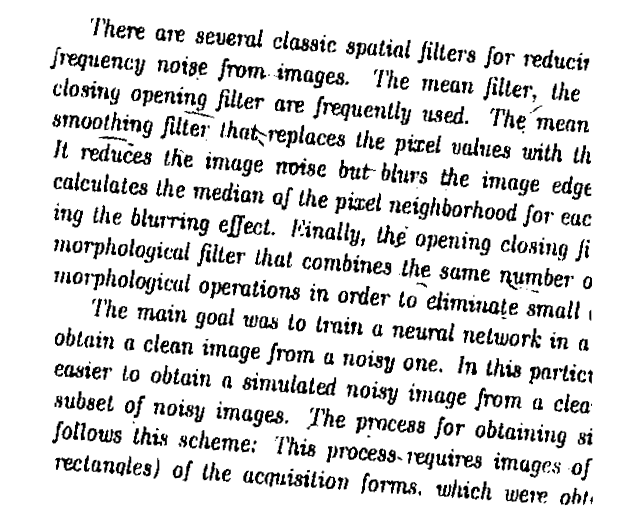 There are several classic spatial filters for reducin
frequency noise from images. The mean filter, the
closing opening filter are frequently used. The mean
smoothing filter that replaces the pixel values with th
It reduces the image noise but blurs the image edge
calculates the median of the pixel neighborhood for eac
ing the blurring effect. Finally, the opening closing fi
morphological filter that combines the same number o
morphological operations in order to eliminate small
The main goal was to train a neural network in a
obtain a clean image from a noisy one. In this partic
easier to obtain a simulated noisy image from a clea
subset of noisy images. The process for obtaining si
follows this scheme: This process requires images of
rectangles) of the acquisition forms, which were obt